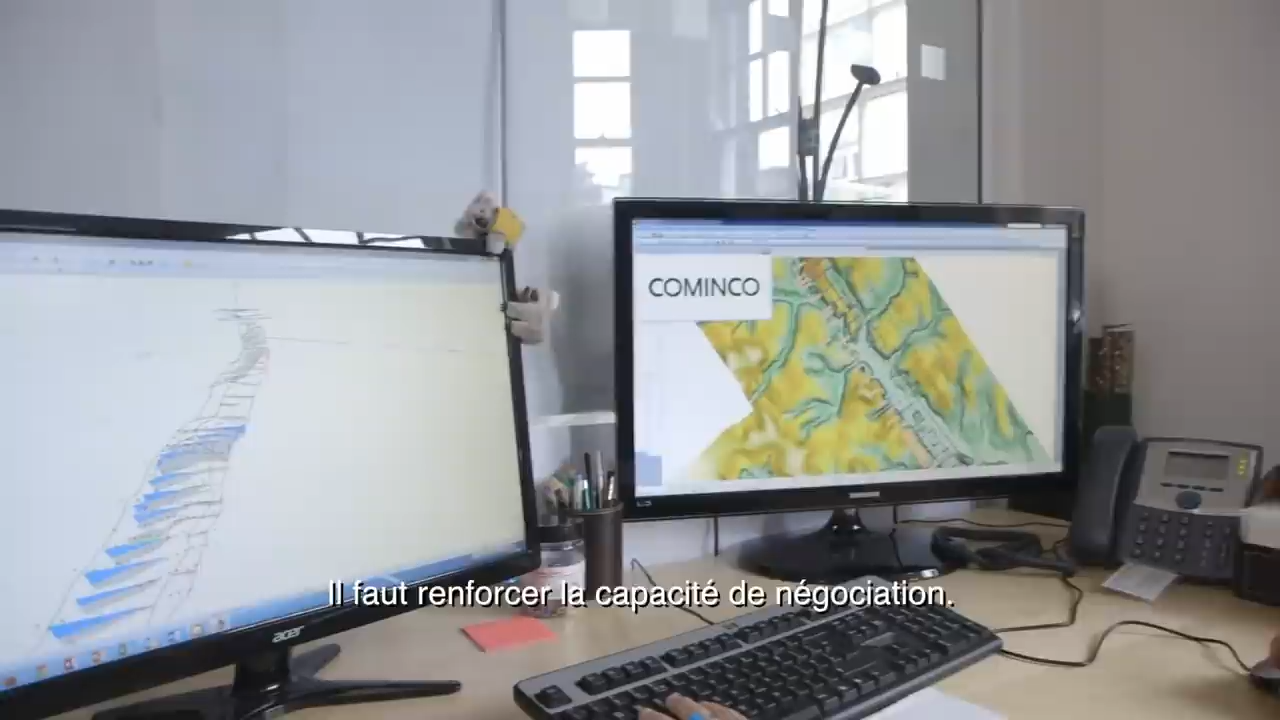 COMINCO
acer
Il faut renforcer la capacité de négociation.